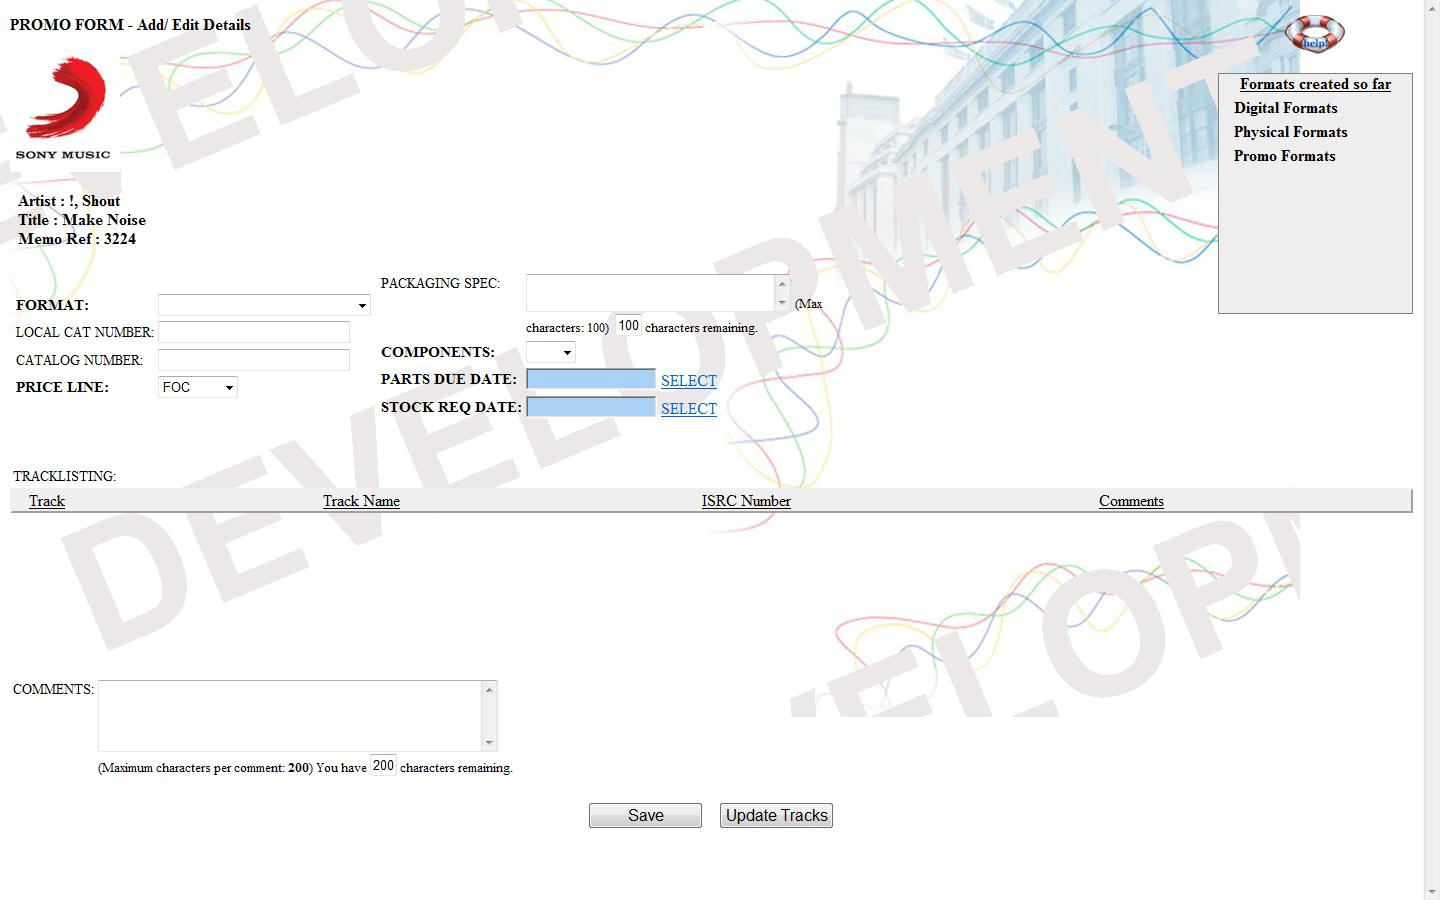 PROMO FORM - Add/ Edit Details
help!
SONY MUSIC
Formats created so far
Digital Formats
Physical Formats
Promo Formats
Artist : !, Shout
Title : Make Noise
Memo Ref : 3224
FORMAT:
LOCAL CAT NUMBER:
CATALOG NUMBER:
PRICE LINE: FOC
PACKAGING SPEC: (Max
characters: 100) 100 characters remaining.
COMPONENTS:
PARTS DUE DATE: SELECT
STOCK REQ DATE: SELECT
TRACKLISTING:
Track Track Name ISRC Number Comments
COMMENTS:
(Maximum characters per comment: 200) You have 200 characters remaining.
Save Update Tracks
DEVELOPMENT